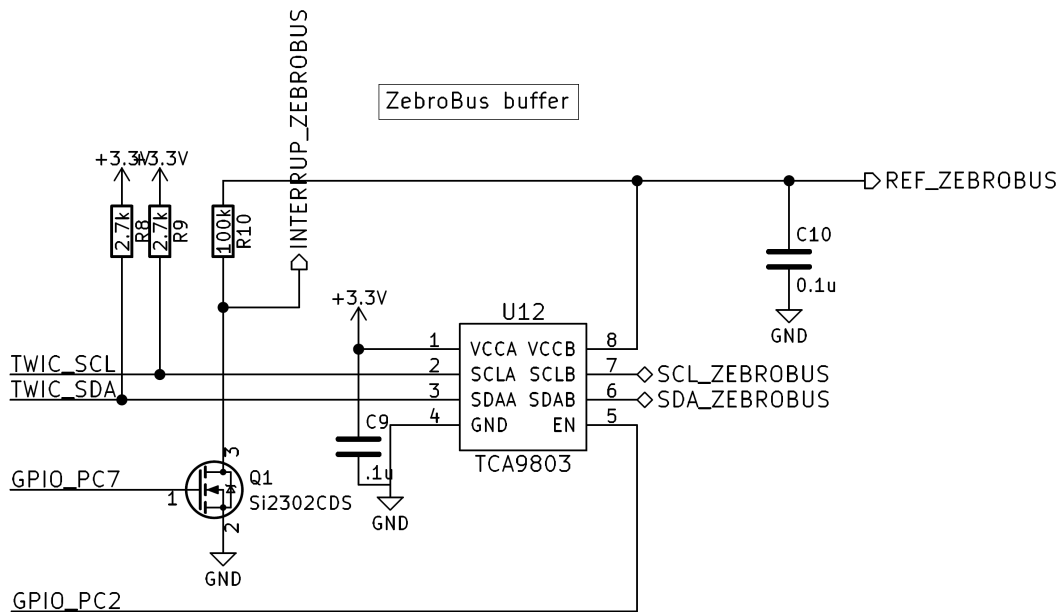 INTERRUP_ZEBROBUS
ZebroBus buffer
+3.3V
+3.3V
REF_ZEBROBUS
2.7k
R8
2.7k
R9
100k
R10
C10
0.1u
GND
+3.3V
U12
1
VCCA
VCCB
8
TWIC_SCL
2
SCLA
SCLB
7
SCL_ZEBROBUS
TWIC_SDA
3
SDAA
SDAB
6
SDA_ZEBROBUS
4
GND
EN
5
C9
.1u
TCA9803
GND
GPIO_PC7
1
3
Q1
Si2302CDS
2
GND
GPIO_PC2